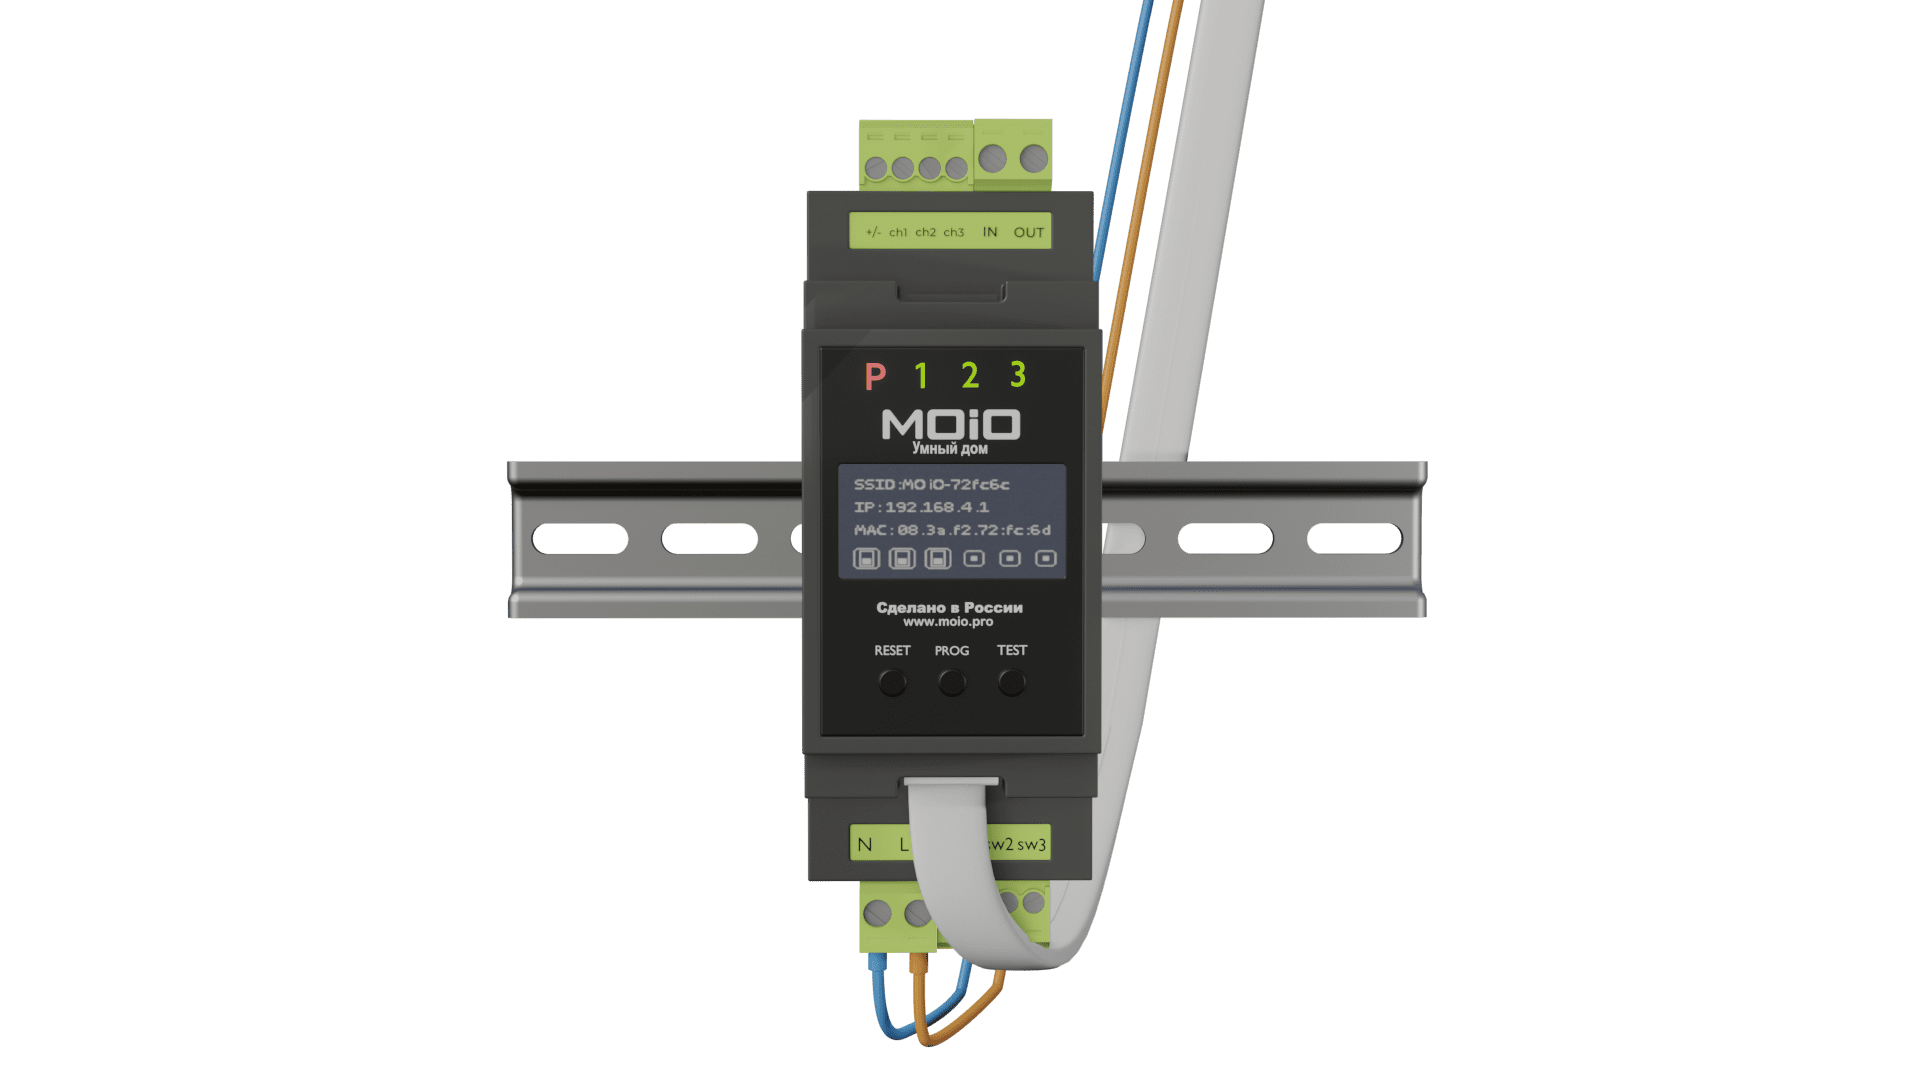 +/- ch1 ch2 ch3 IN OUT
P 1 2 3
MOiO
Умный дом
SSID:MOiO-72fc6c
IP:192.168.4.1
MAC:08.3a.f2.72:fc:6d
Сделано в России
www.moio.pro
RESET PROG TEST
N L sw2 sw3